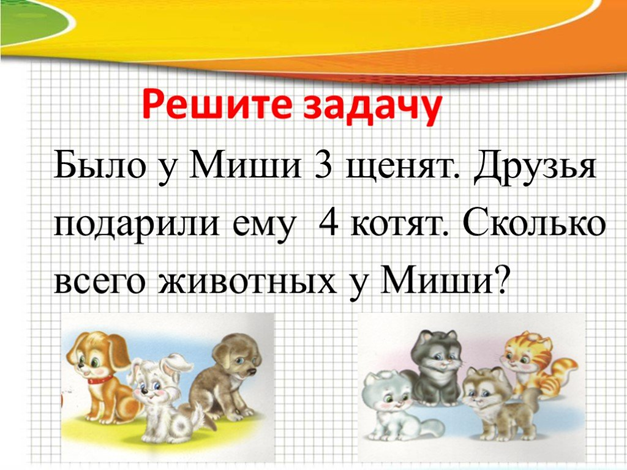 Решите задачу
Было у Миши 3 щенят. Друзья
подарили ему 4 котят. Сколько
всего животных у Миши?